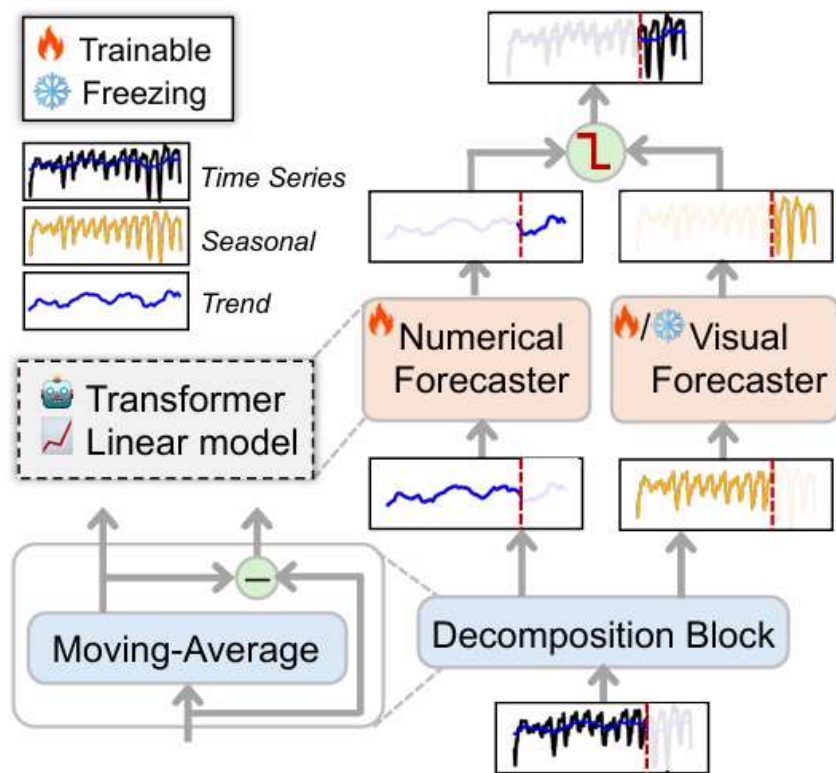 Trainable
Freezing
Time Series
Seasonal
Trend
Numerical
Forecaster
/ Visual
Forecaster
Transformer
Linear model
Moving-Average
Decomposition Block